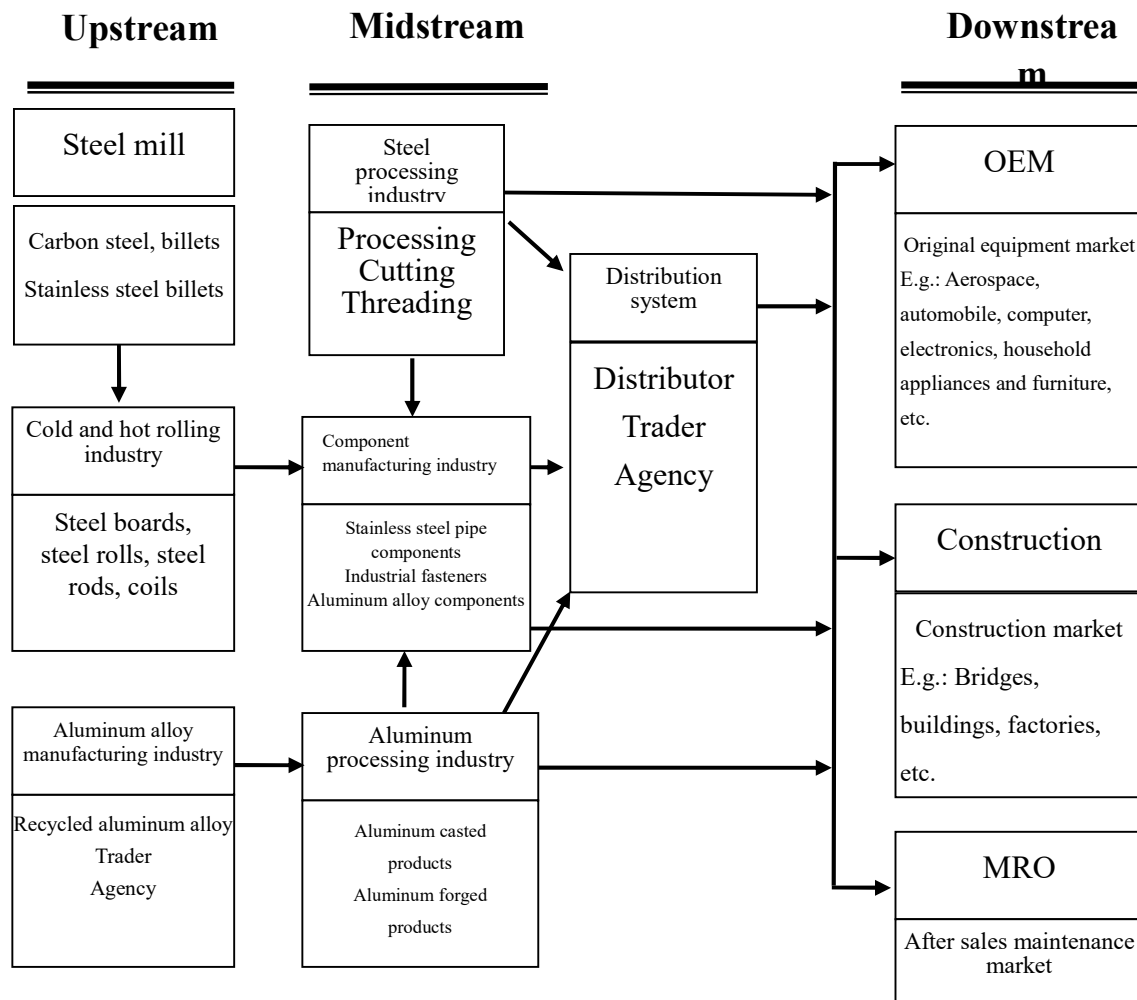 Upstream
Midstream
Downstrea
m
Steel mill
Carbon steel, billets
Stainless steel billets
Cold and hot rolling
industry
Steel boards,
steel rolls, steel
rods, coils
Aluminum alloy
manufacturing industry
Recycled aluminum alloy
Trader
Agency
Steel
processing
industry
Processing
Cutting
Threading
Component
manufacturing industry
Stainless steel pipe
components
Industrial fasteners
Aluminum alloy components
Aluminum
processing industry
Aluminum casted
products
Aluminum forged
products
Distribution
system
Distributor
Trader
Agency
OEM
Original equipment market
E.g.: Aerospace,
automobile, computer,
electronics, household
appliances and furniture,
etc.
Construction
Construction market
E.g.: Bridges,
buildings, factories,
etc.
MRO
After sales maintenance
market